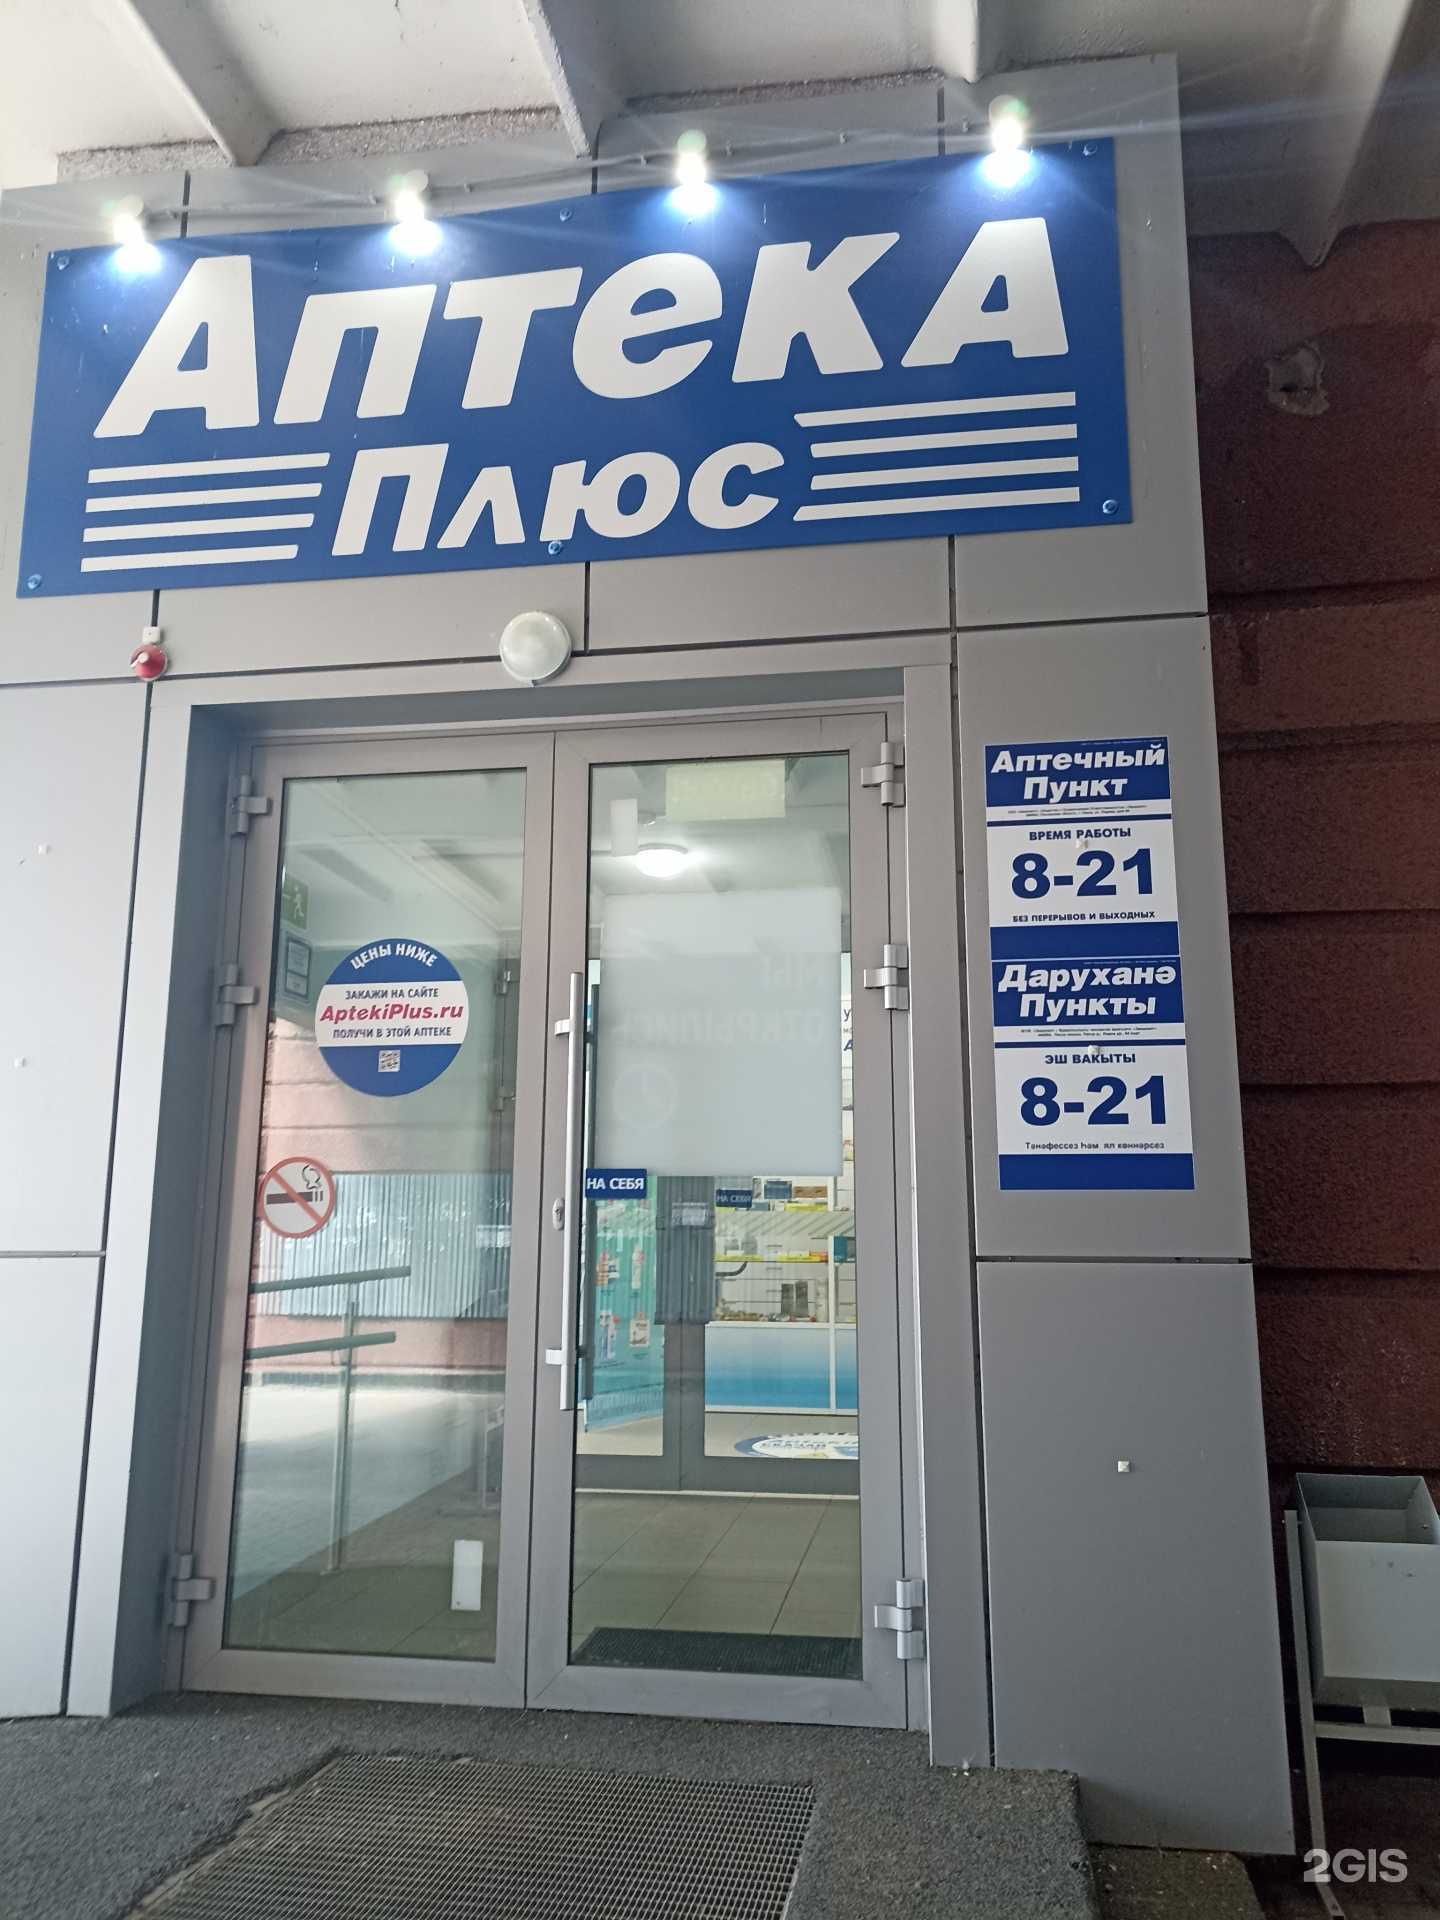 Аптека
Плюс
Аптечный
Пункт
ВРЕМЯ РАБОТЫ
8-21
БЕЗ ПЕРЕРЫВОВ И ВЫХОДНЫХ
Даруханә
Пункты
ЭШ ВАКЫТЫ
8-21
Тәнәфессез һәм ял көннәрсез
ЦЕНЫ НИЖЕ
ЗАКАЖИ НА САЙТЕ
AptekiPlus.ru
ПОЛУЧИ В ЭТОЙ АПТЕКЕ
НА СЕБЯ
НА СЕБЯ
2GIS